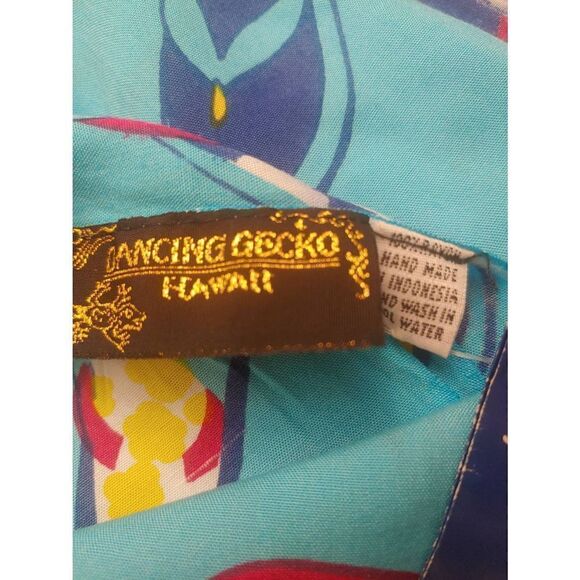 DANCING GECKO
HAWAII
100% RAYON
HAND MADE
INDONESIA
WASH IN
WATER